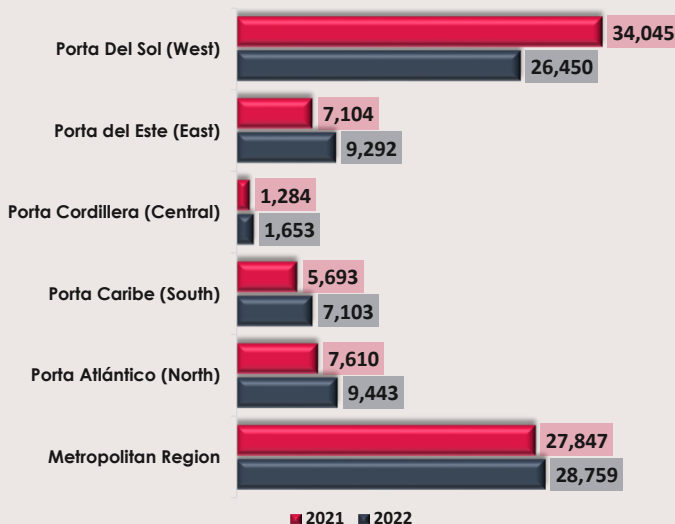 Porta Del Sol (West)
34,045
26,450
Porta del Este (East)
7,104
9,292
Porta Cordillera (Central)
1,284
1,653
Porta Caribe (South)
5,693
7,103
Porta Atlántico (North)
7,610
9,443
Metropolitan Region
27,847
28,759
2021 2022